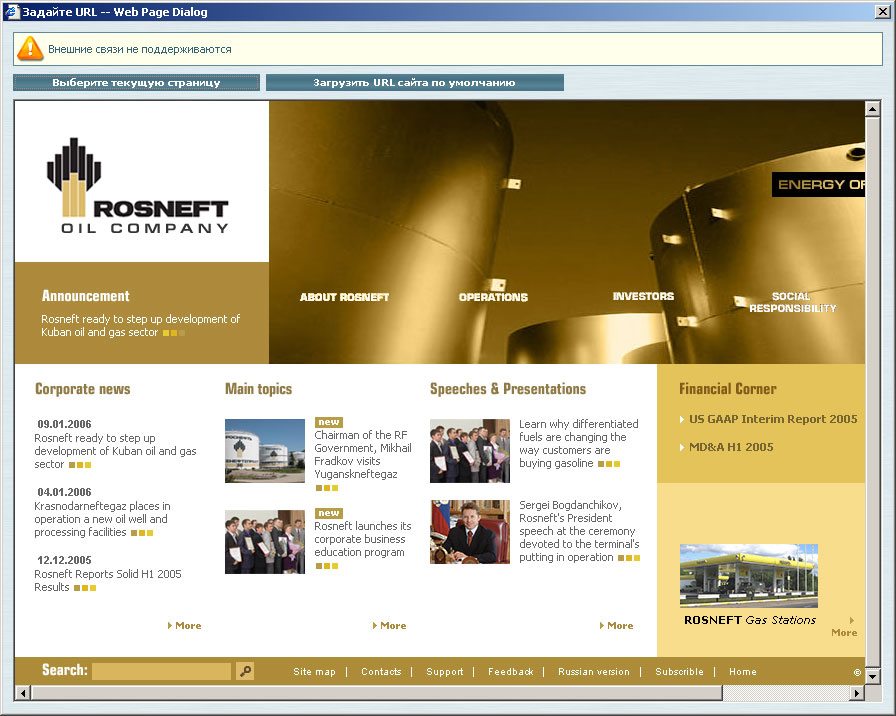 Задайте URL -- Web Page Dialog
Внешние связи не поддерживаются
Выберите текущую страницу
Загрузить URL сайта по умолчанию
ROSNEFT
OIL COMPANY
ENERGY OF
Announcement
Rosneft ready to step up development of
Kuban oil and gas sector
ABOUT ROSNEFT
OPERATIONS
INVESTORS
SOCIAL
RESPONSIBILITY
Corporate news
09.01.2006
Rosneft ready to step up
development of Kuban oil and gas
sector
04.01.2006
Krasnodarneftegaz places in
operation a new oil well and
processing facilities
12.12.2005
Rosneft Reports Solid H1 2005
Results
More
Main topics
new
Chairman of the RF
Government, Mikhail
Fradkov visits
Yuganskneftegaz
new
Rosneft launches its
corporate business
education program
More
Speeches & Presentations
Learn why differentiated
fuels are changing the
way customers are
buying gasoline
Sergei Bogdanchikov,
Rosneft's President
speech at the ceremony
devoted to the terminal's
putting in operation
More
Financial Corner
US GAAP Interim Report 2005
MD&A H1 2005
ROSNEFT Gas Stations
More
Search:
Site map | Contacts | Support | Feedback | Russian version | Subscrible | Home
©